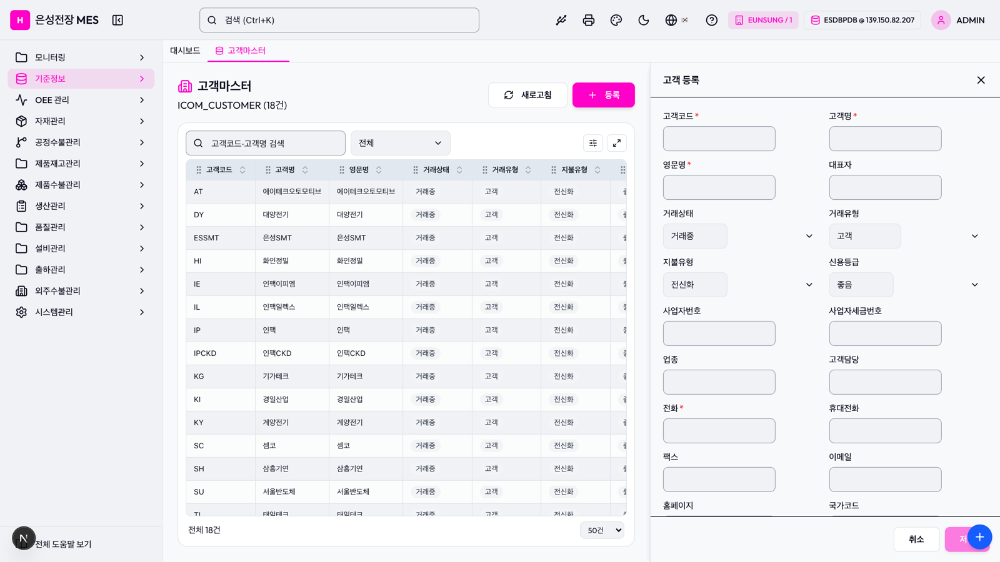 H 은성전장 MES
검색 (Ctrl+K)
EUNSUNG / 1
ESDBPDB @ 139.150.82.207
ADMIN
모니터링
기준정보
OEE 관리
자재관리
공정수불관리
제품재고관리
제품수불관리
생산관리
품질관리
설비관리
출하관리
외주수불관리
시스템관리
N
전체 도움말 보기
대시보드
고객마스터
고객마스터
ICOM_CUSTOMER (18건)
새로고침
등록
고객코드·고객명 검색
전체
고객코드 고객명 영문명 거래상태 거래유형 지불유형
AT 에이테크오토모티브 에이테크오토모티브 거래중 고객 전신화
DY 대양전기 대양전기 거래중 고객 전신화
ESSMT 은성SMT 은성SMT 거래중 고객 전신화
HI 화인정밀 화인정밀 거래중 고객 전신화
IE 인팩이피엠 인팩이피엠 거래중 고객 전신화
IL 인팩일렉스 인팩일렉스 거래중 고객 전신화
IP 인팩 인팩 거래중 고객 전신화
IPCKD 인팩CKD 인팩CKD 거래중 고객 전신화
KG 기가테크 기가테크 거래중 고객 전신화
KI 경일산업 경일산업 거래중 고객 전신화
KY 계양전기 계양전기 거래중 고객 전신화
SC 셈코 셈코 거래중 고객 전신화
SH 삼흥기연 삼흥기연 거래중 고객 전신화
SU 서울반도체 서울반도체 거래중 고객 전신화
태일테크 태일테크 거래중 고객 전신화
전체 18건
50건
고객 등록
고객코드 *
고객명 *
영문명 *
대표자
거래상태
거래유형
거래중
고객
지불유형
신용등급
전신화
좋음
사업자번호
사업자세금번호
업종
고객담당
전화 *
휴대전화
팩스
이메일
홈페이지
국가코드
취소